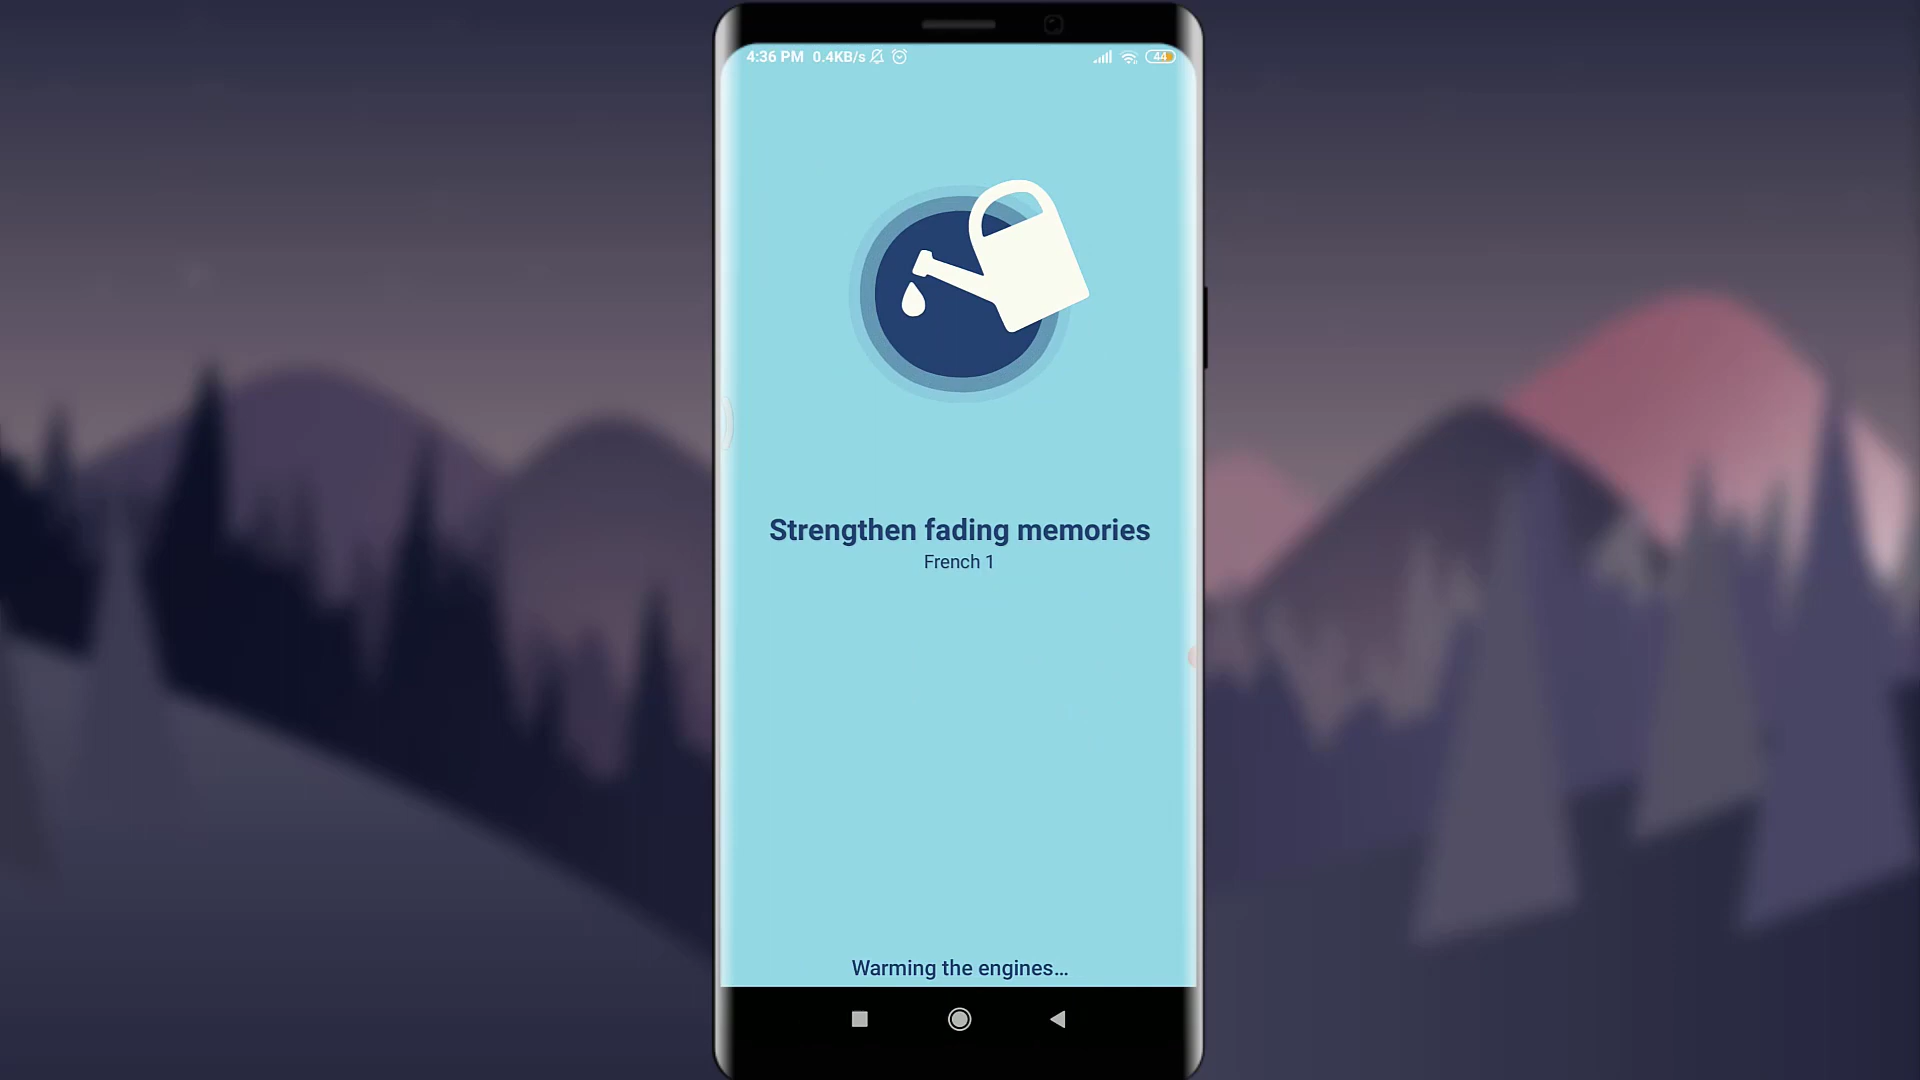 4:36 PM 0.4KB/s 44
Strengthen fading memories
French 1
Warming the engines...